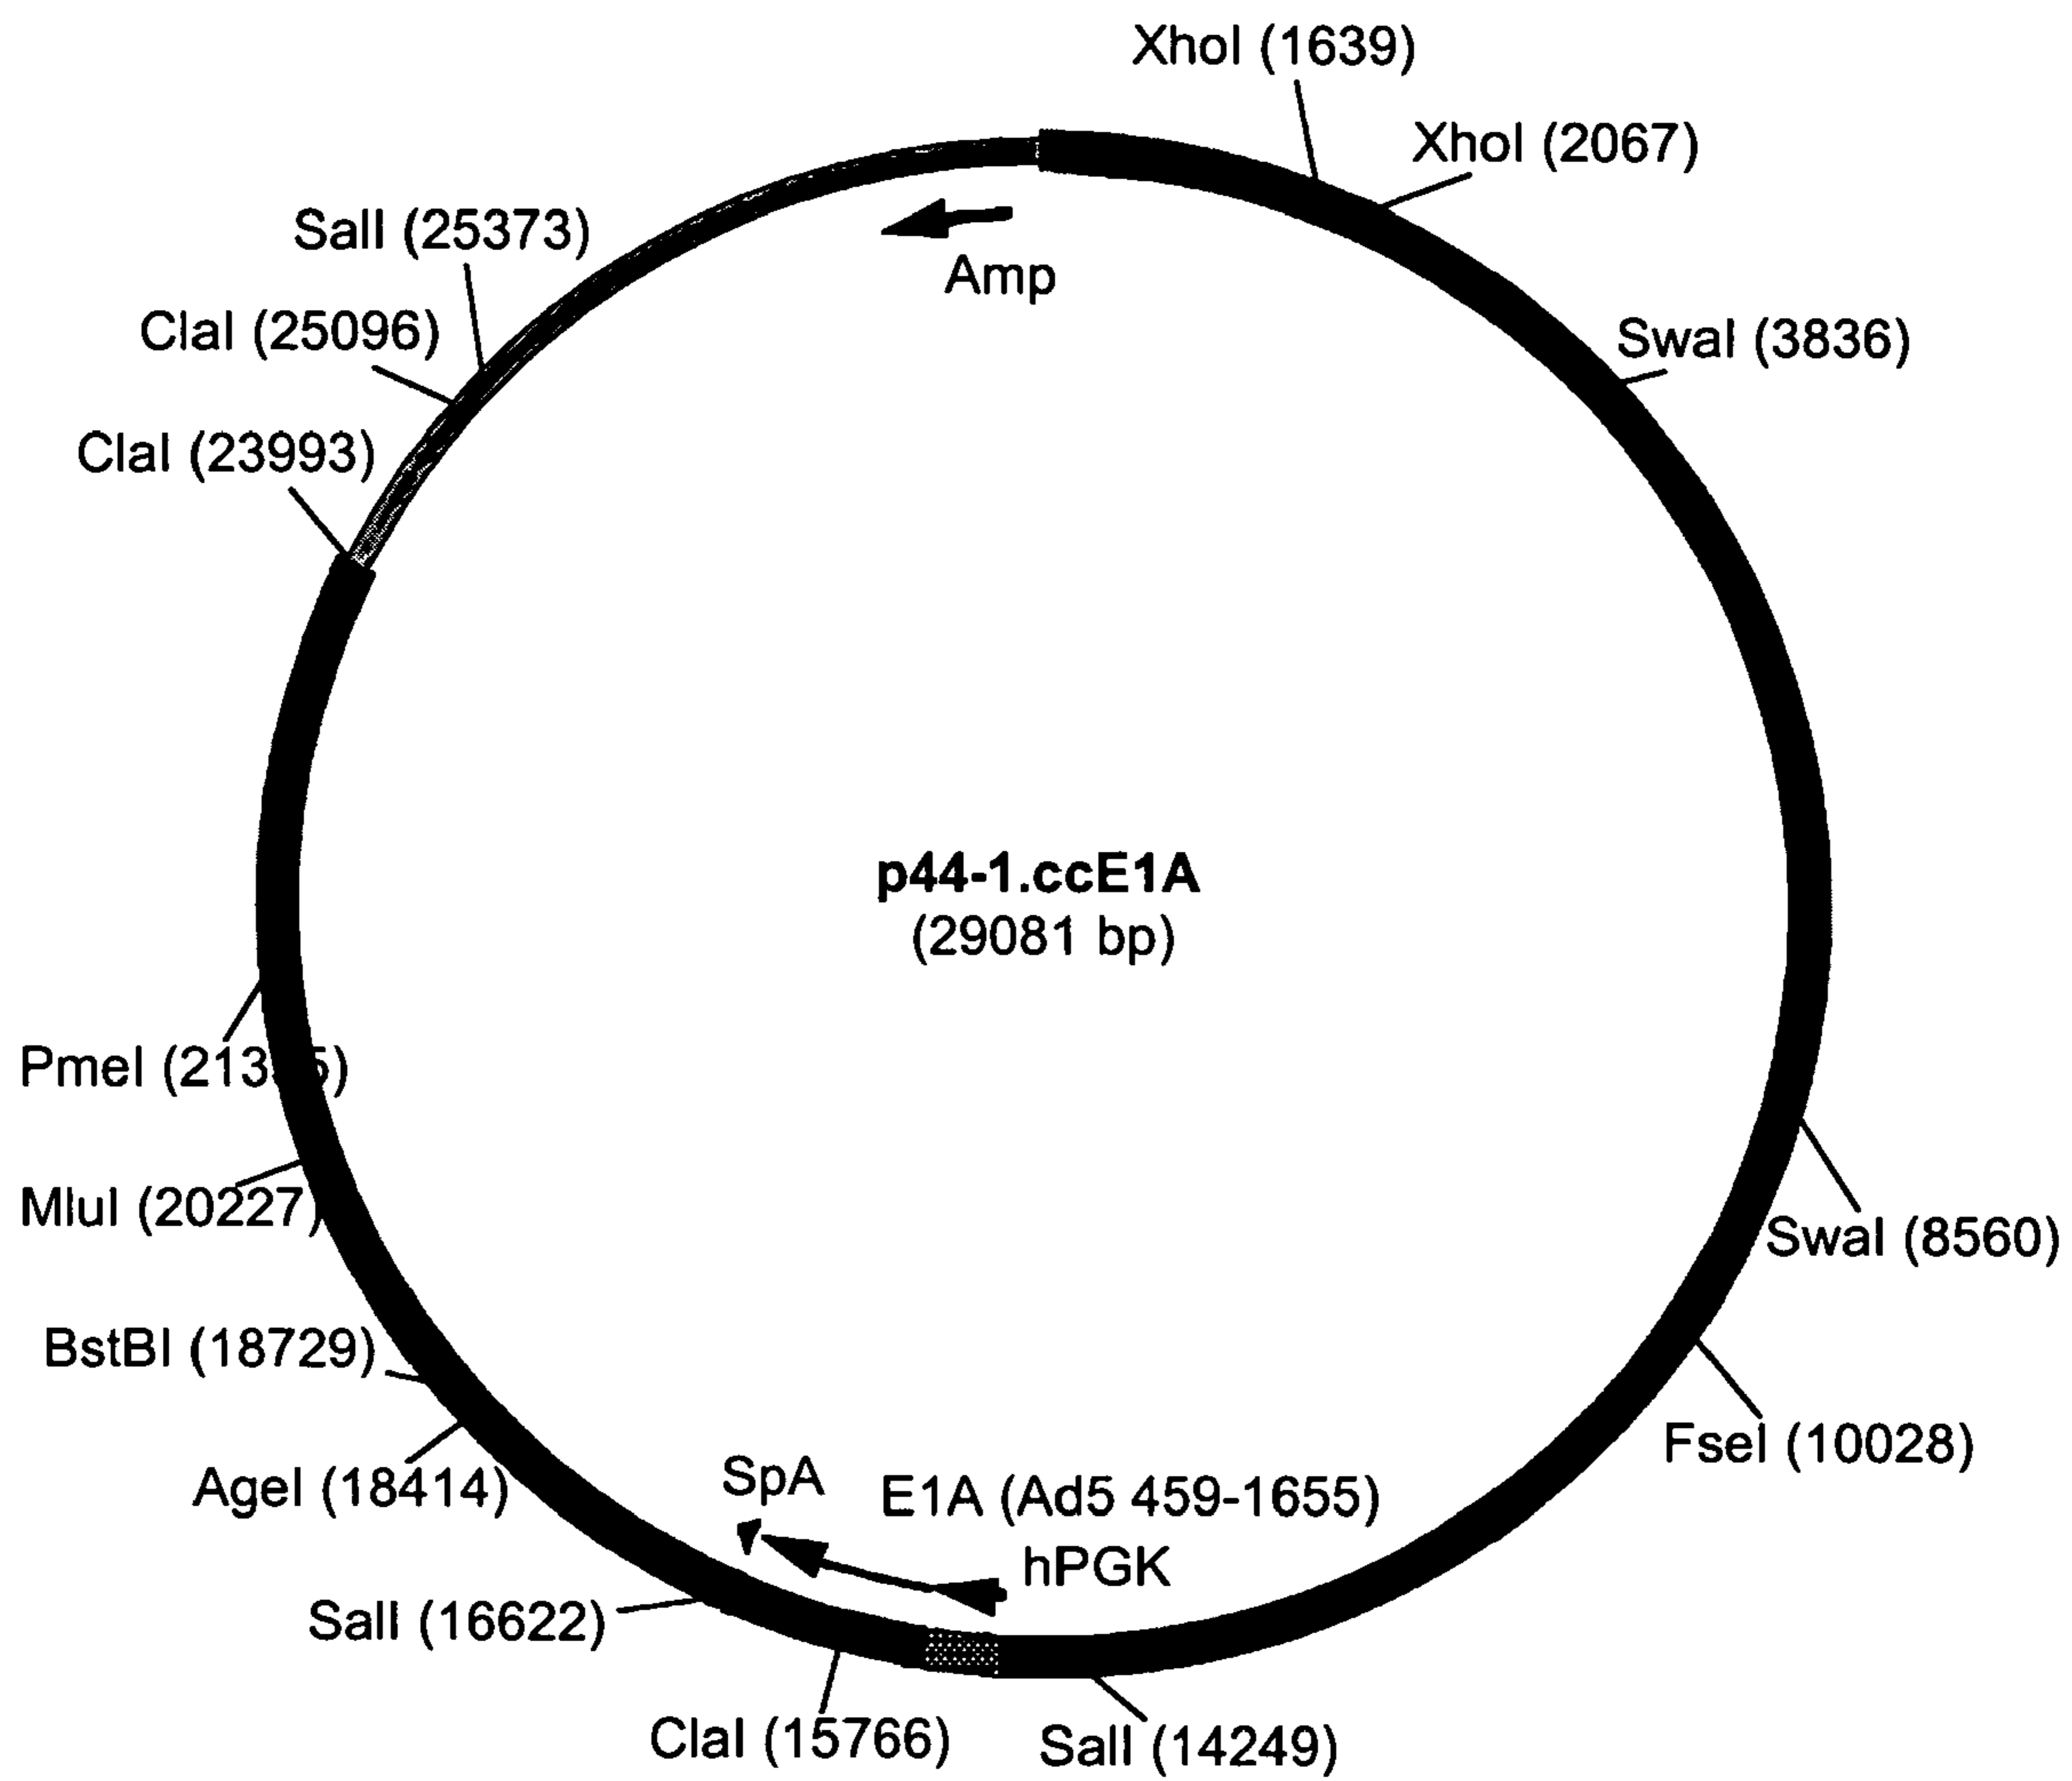 XhoI (1639)
XhoI (2067)
SalI (25373)
Amp
ClaI (25096)
SwaI (3836)
ClaI (23993)
p44-1.ccE1A
(29081 bp)
PmeI
MluI (20227)
SwaI (8560)
BstBI (18729)
FseI (10028)
AgeI (18414)
SpA
E1A (Ad5 459-1655)
hPGK
SalI (16622)
ClaI (15766)
SalI (14249)